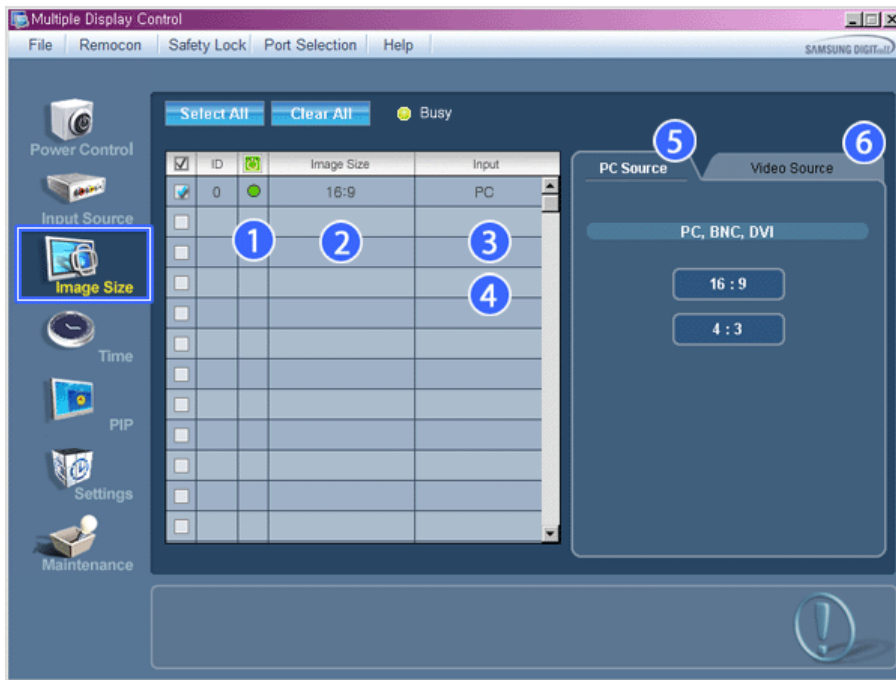 Multiple Display Control
File Remocon Safety Lock Port Selection Help
SAMSUNG DIGITall
Select All Clear All Busy
Power Control
Input Source
Image Size
Time
PIP
Settings
Maintenance
ID Image Size Input
0 16:9 PC
1 2 3
4
5 6
PC Source Video Source
PC, BNC, DVI
16 : 9
4 : 3